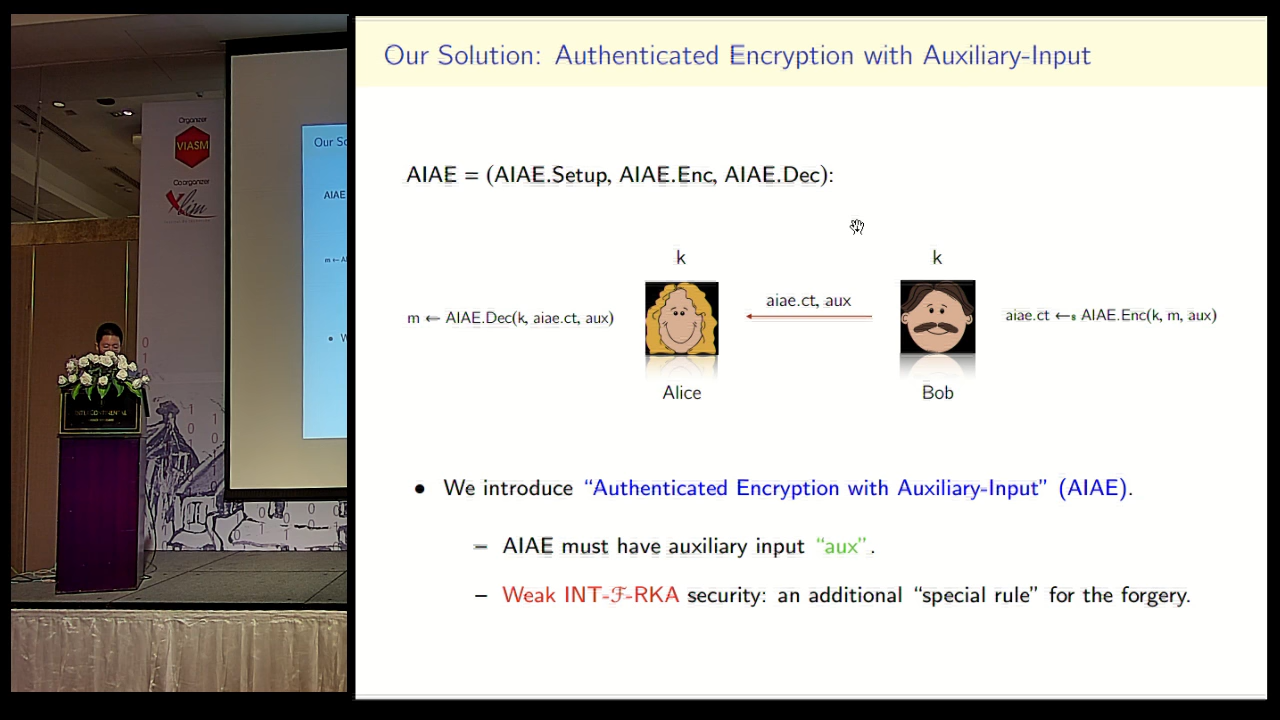 Organizer
VIASM
Co-organizer
Xlim
Our So
AIAE
m ← A
Our Solution: Authenticated Encryption with Auxiliary-Input
AIAE = (AIAE.Setup, AIAE.Enc, AIAE.Dec):
k
k
m ← AIAE.Dec(k, aiae.ct, aux)
aiae.ct, aux
aiae.ct ←$ AIAE.Enc(k, m, aux)
Alice
Bob
• We introduce “Authenticated Encryption with Auxiliary-Input” (AIAE).
– AIAE must have auxiliary input “aux”.
– Weak INT-ℱ-RKA security: an additional “special rule” for the forgery.